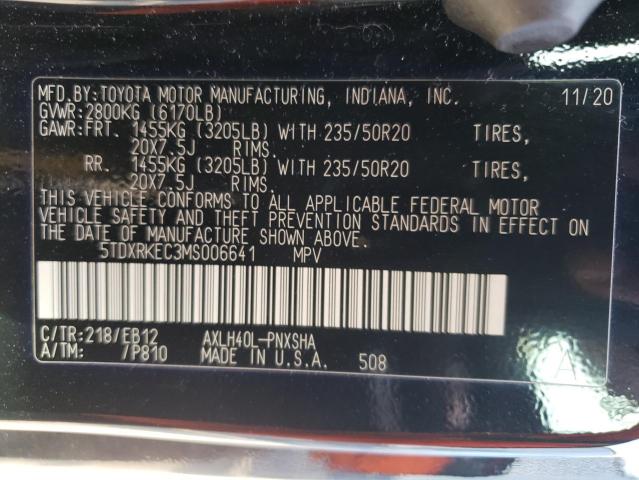 MFD.BY:TOYOTA MOTOR MANUFACTURING, INDIANA, INC. 11/20
GVWR:2800KG (6170LB)
GAWR:FRT. 1455KG (3205LB) WITH 235/50R20 TIRES,
20X7.5J RIMS.
RR. 1455KG (3205LB) WITH 235/50R20 TIRES,
20X7.5J RIMS.
THIS VEHICLE CONFORMS TO ALL APPLICABLE FEDERAL MOTOR
VEHICLE SAFETY AND THEFT PREVENTION STANDARDS IN EFFECT ON
THE DATE OF MANUFACTURE SHOWN ABOVE.
5TDXRKEC3MS006641 MPV
C/TR:218/EB12 AXLH40L-PNXSHA
A/TM: /P810 MADE IN U.S.A. 508
A